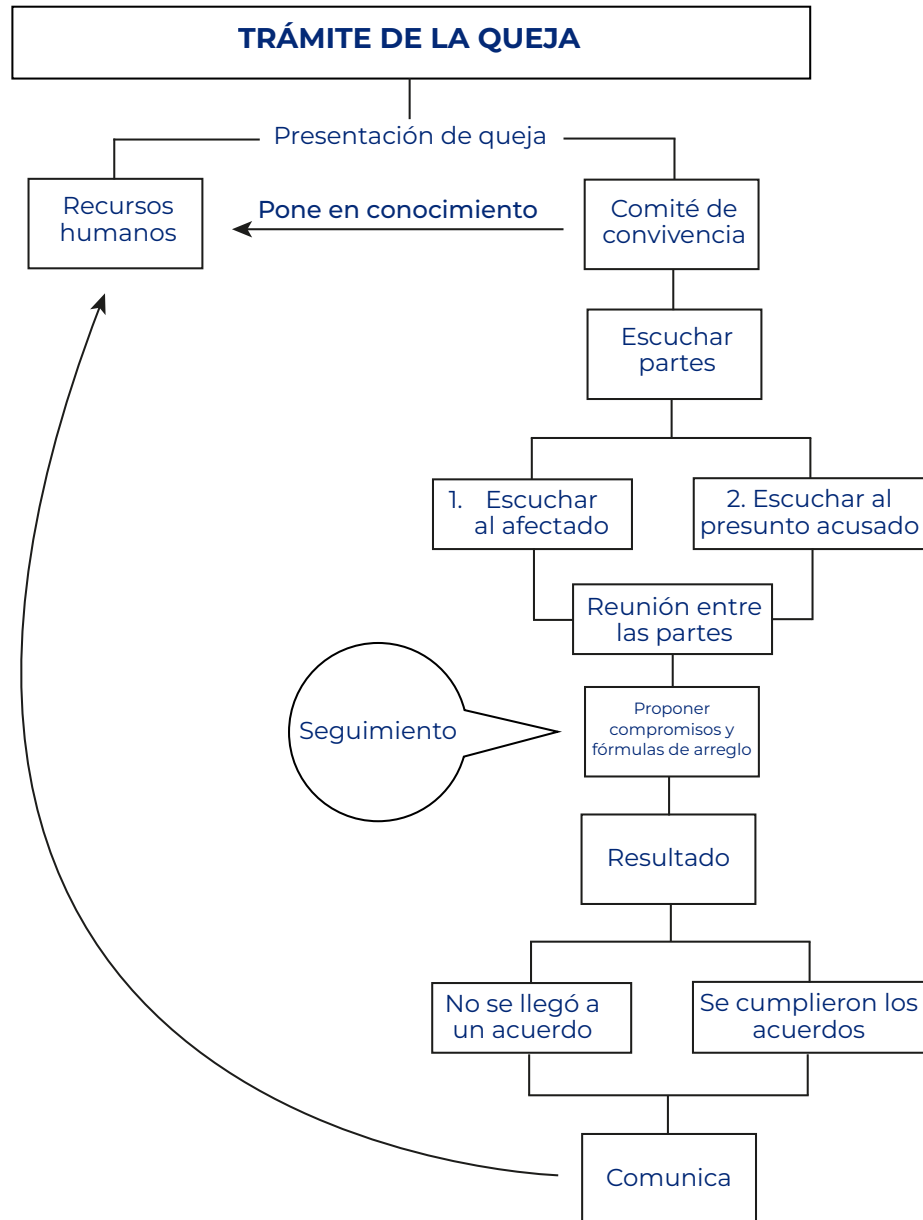 TRÁMITE DE LA QUEJA
Presentación de queja
Recursos
humanos
Pone en conocimiento
Comité de
convivencia
Escuchar
partes
1. Escuchar
al afectado
2. Escuchar al
presunto acusado
Reunión entre
las partes
Seguimiento
Proponer
compromisos y
fórmulas de arreglo
Resultado
No se llegó a
un acuerdo
Se cumplieron los
acuerdos
Comunica